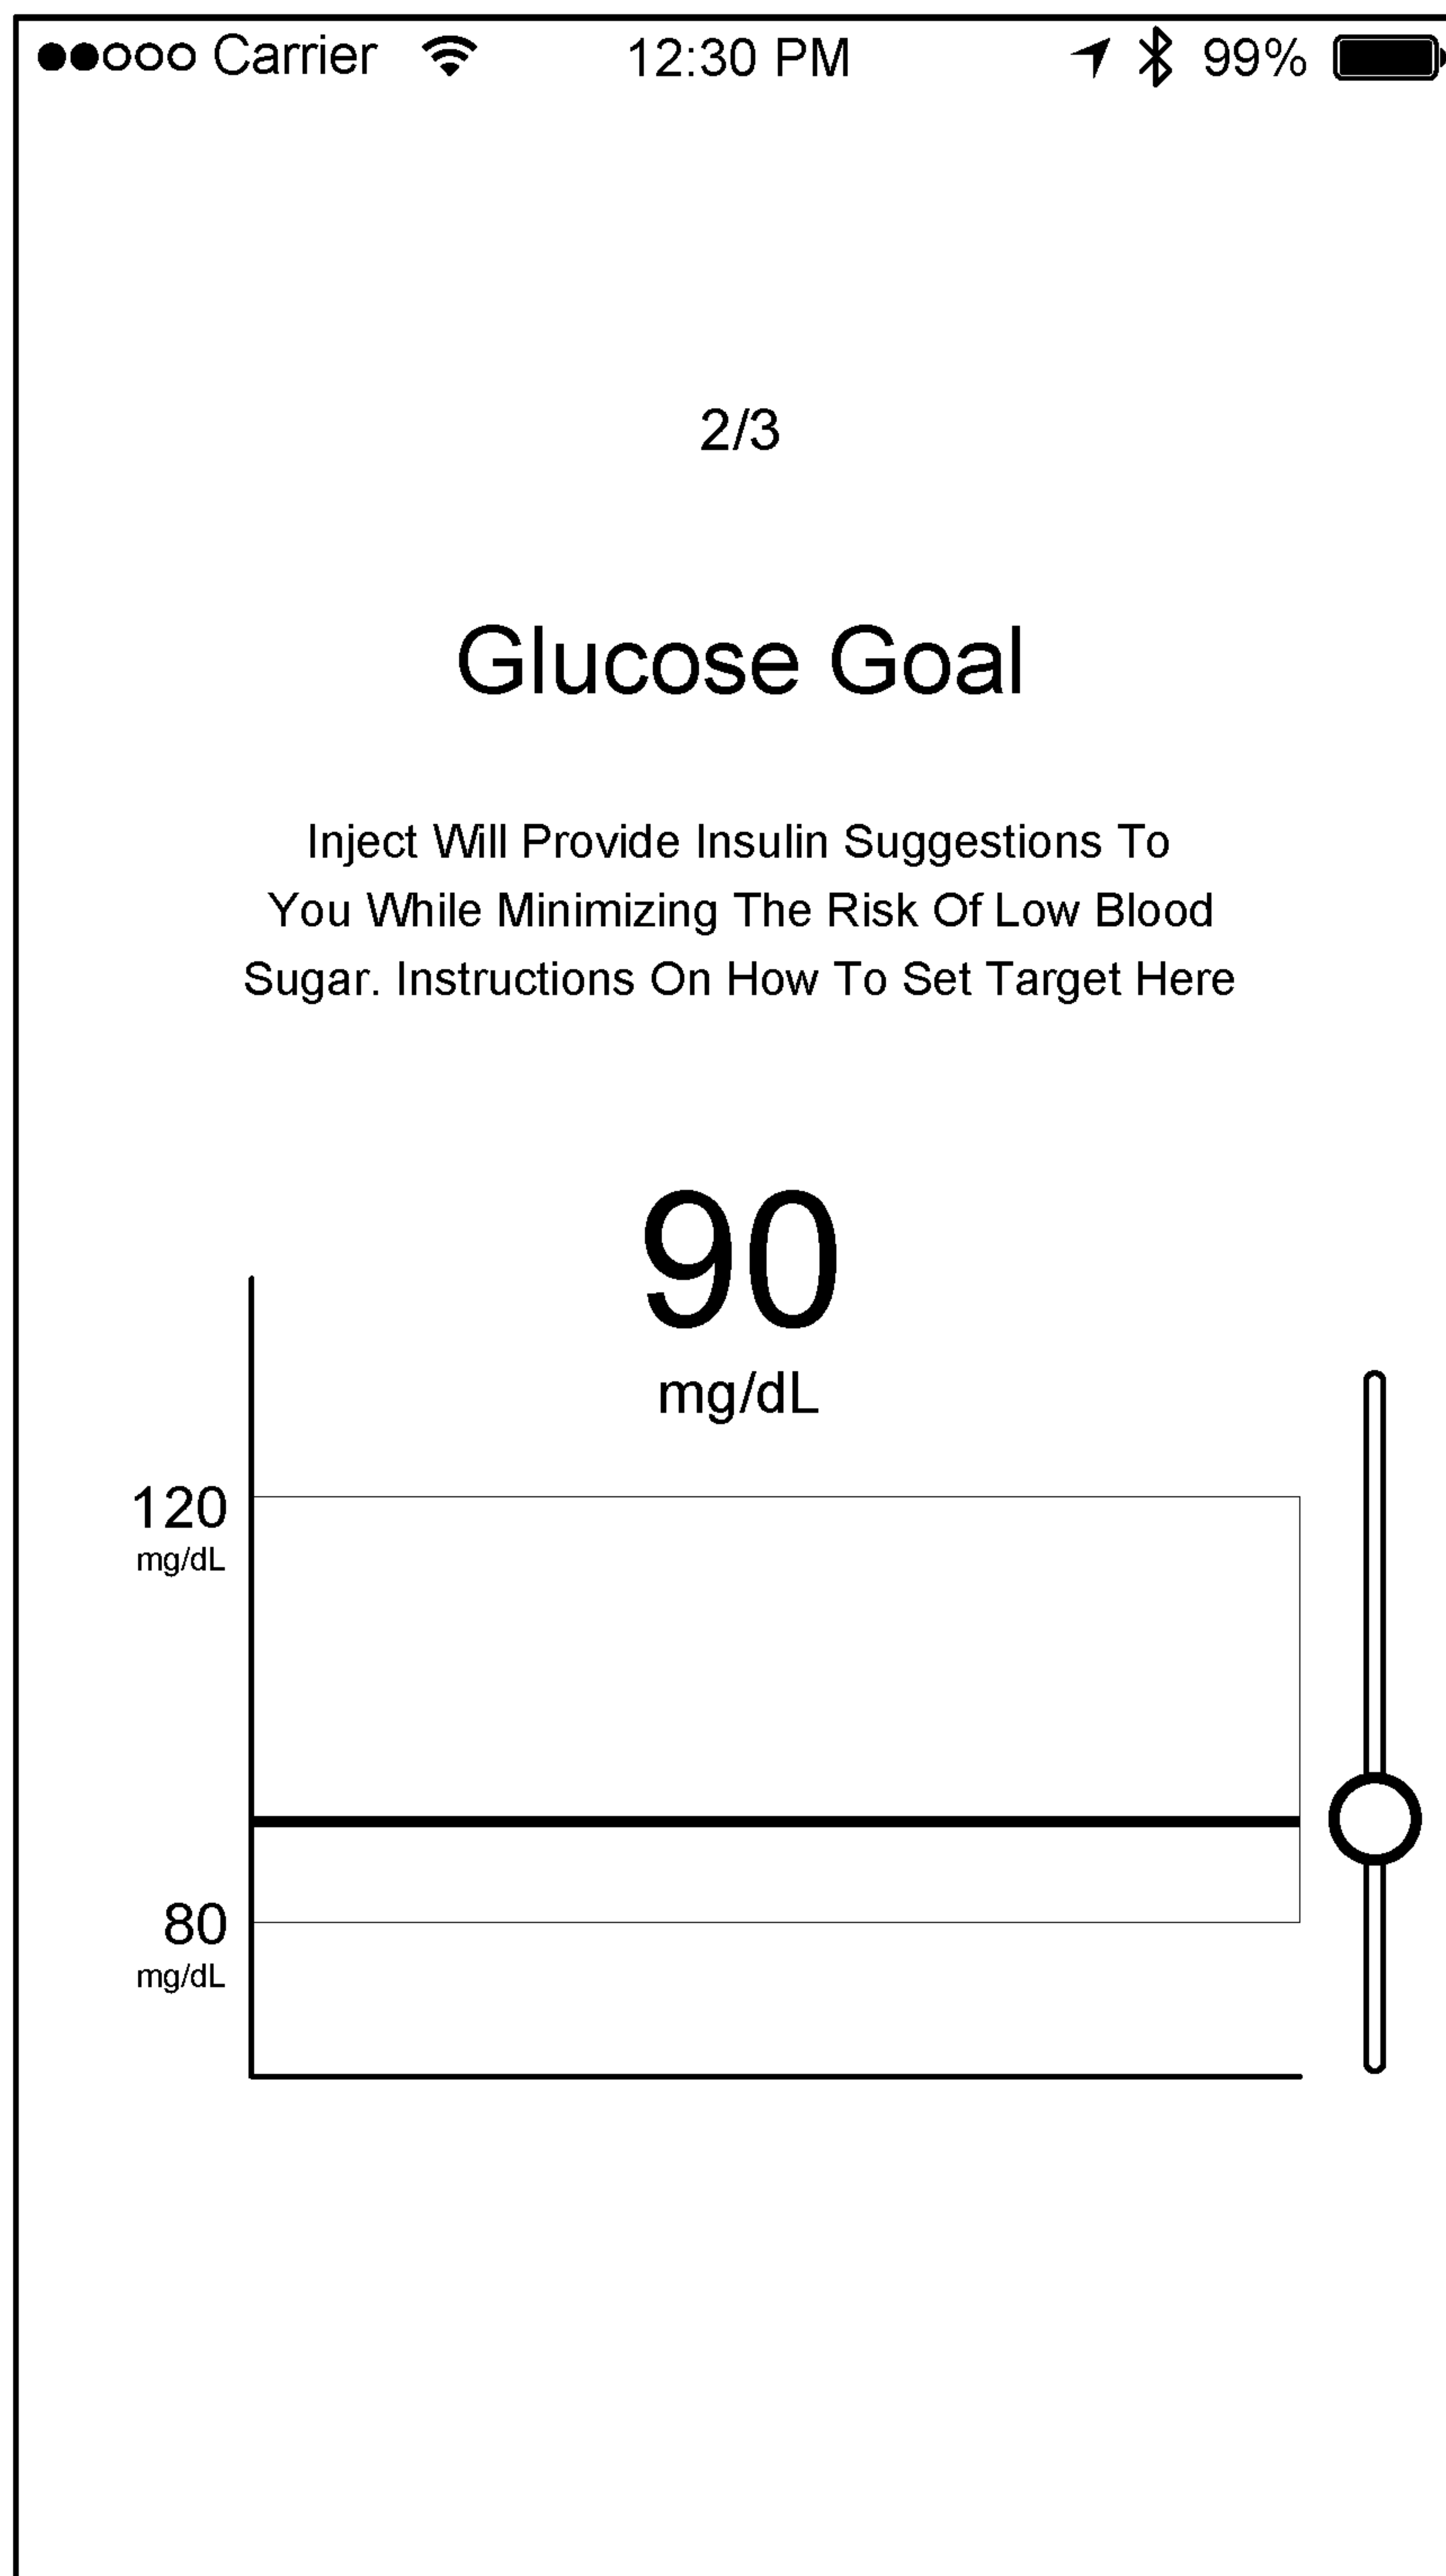 Carrier 12:30 PM 99%
2/3
Glucose Goal
Inject Will Provide Insulin Suggestions To
You While Minimizing The Risk Of Low Blood
Sugar. Instructions On How To Set Target Here
90
mg/dL
120
mg/dL
80
mg/dL